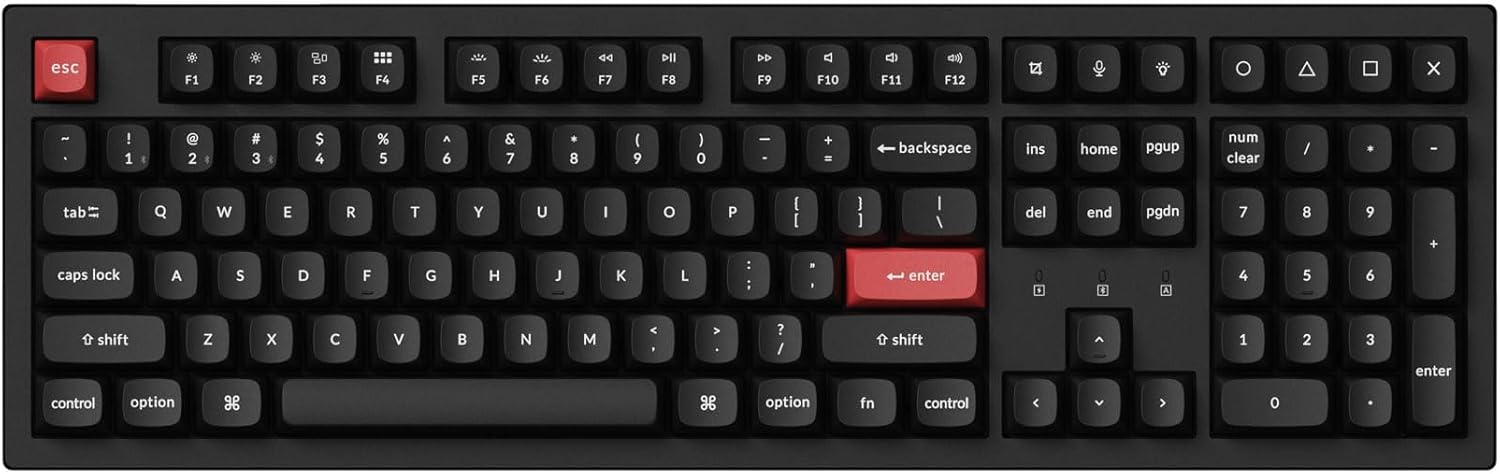 esc F1 F2 F3 F4 F5 F6 F7 F8 F9 F10 F11 F12 ○ △ □ ✕
~ ! @ # $ % ^ & * ( ) — +
` 1 2 3 4 5 6 7 8 9 0 - = ← backspace ins home pgup num / * -
clear
tab Q W E R T Y U I O P { } | del end pgdn 7 8 9 +
[ ] \
caps lock A S D F G H J K L : " ↵ enter 4 5 6
; '
A
⇧ shift Z X C V B N M < > ? ⇧ shift ^ 1 2 3
, . /
enter
control option ⌘ ⌘ option fn control < ⌄ > 0 .